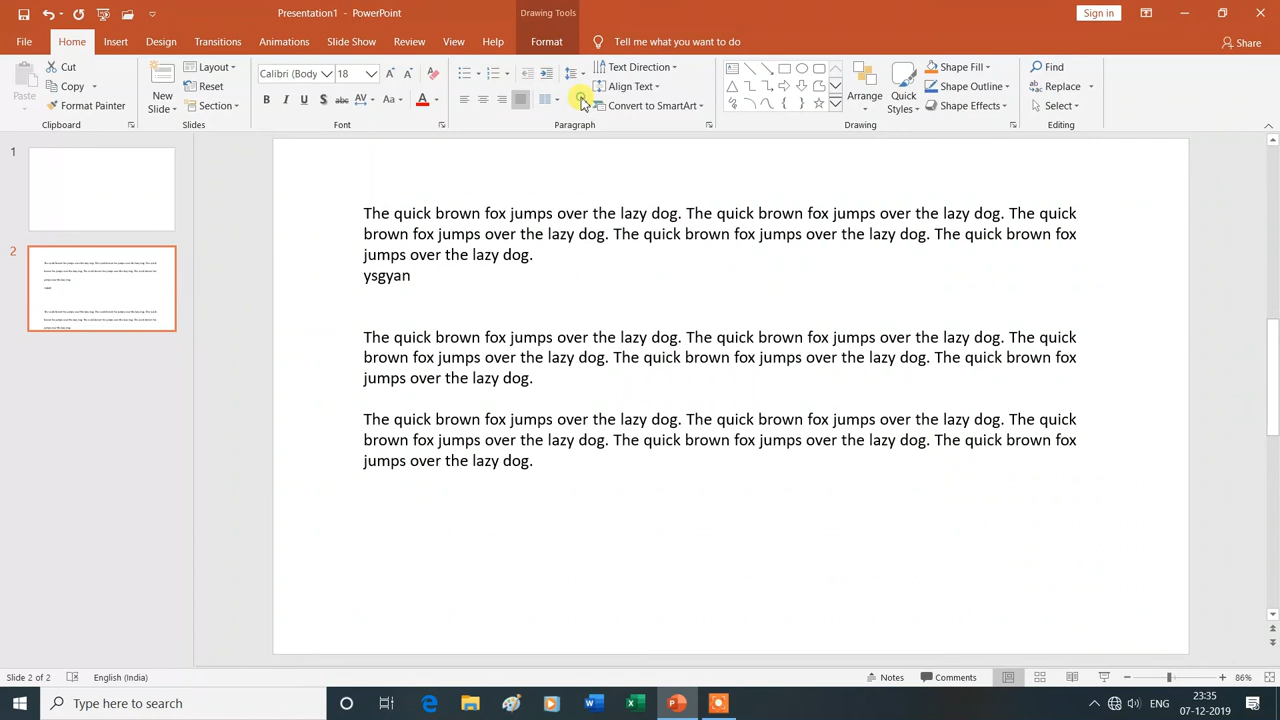 Presentation1 - PowerPoint
Drawing Tools
Sign in
File
Home
Insert
Design
Transitions
Animations
Slide Show
Review
View
Help
Format
Tell me what you want to do
Share
Paste
Cut
Copy
Format Painter
Clipboard
New Slide
Layout
Reset
Section
Slides
Calibri (Body
18
B I U S abc AV Aa A
Font
Text Direction
Align Text
Convert to SmartArt
Paragraph
Arrange
Quick Styles
Shape Fill
Shape Outline
Shape Effects
Drawing
Find
Replace
Select
Editing
1
2
The quick brown fox jumps over the lazy dog. The quick brown fox jumps over the lazy dog. The quick
brown fox jumps over the lazy dog. The quick brown fox jumps over the lazy dog. The quick brown fox
jumps over the lazy dog.
ysgyan
The quick brown fox jumps over the lazy dog. The quick brown fox jumps over the lazy dog. The quick
brown fox jumps over the lazy dog. The quick brown fox jumps over the lazy dog. The quick brown fox
jumps over the lazy dog.
The quick brown fox jumps over the lazy dog. The quick brown fox jumps over the lazy dog. The quick
brown fox jumps over the lazy dog. The quick brown fox jumps over the lazy dog. The quick brown fox
jumps over the lazy dog.
Slide 2 of 2
English (India)
Notes
Comments
86%
Type here to search
ENG
23:35
07-12-2019